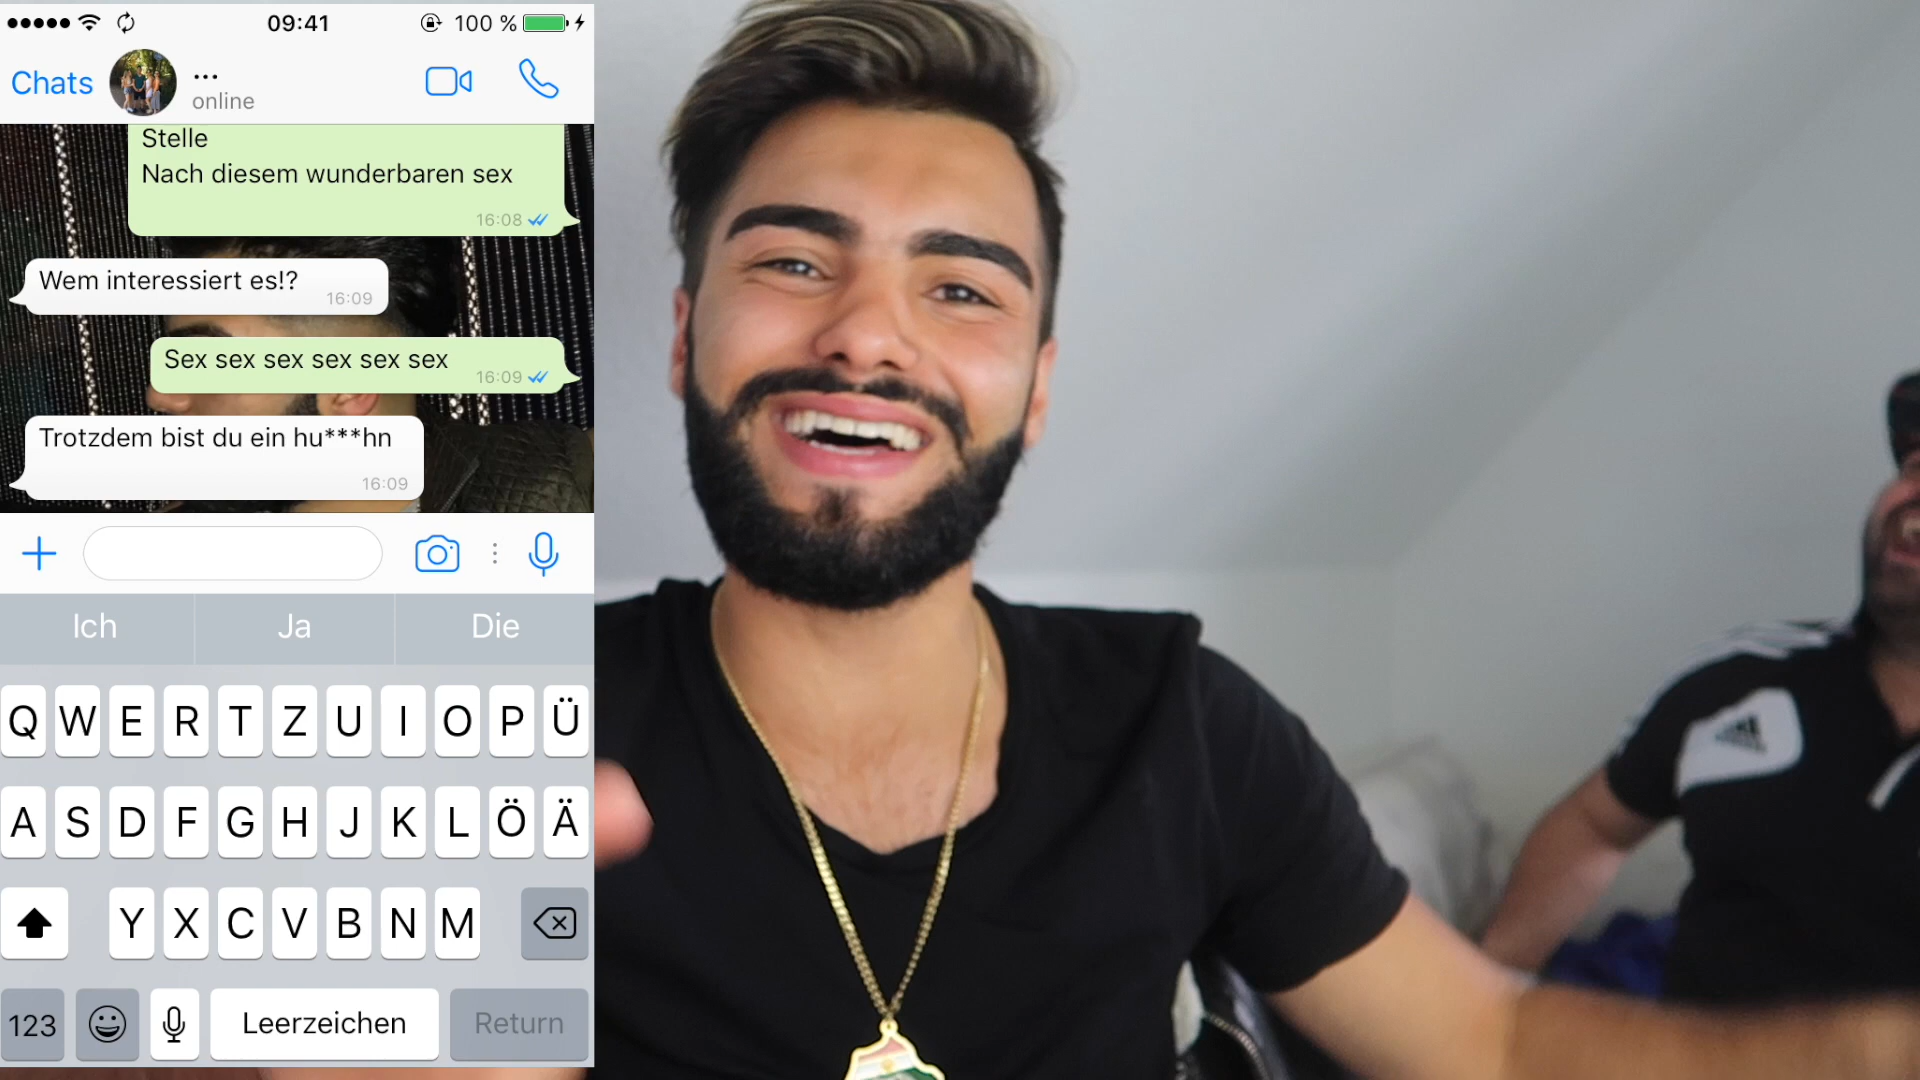 09:41
100 %
Chats
...
online
Stelle
Nach diesem wunderbaren sex
16:08
Wem interessiert es!?
16:09
Sex sex sex sex sex sex
16:09
Trotzdem bist du ein hu***hn
16:09
Ich Ja Die
Q W E R T Z U I O P Ü
A S D F G H J K L Ö Ä
Y X C V B N M
123 Leerzeichen Return